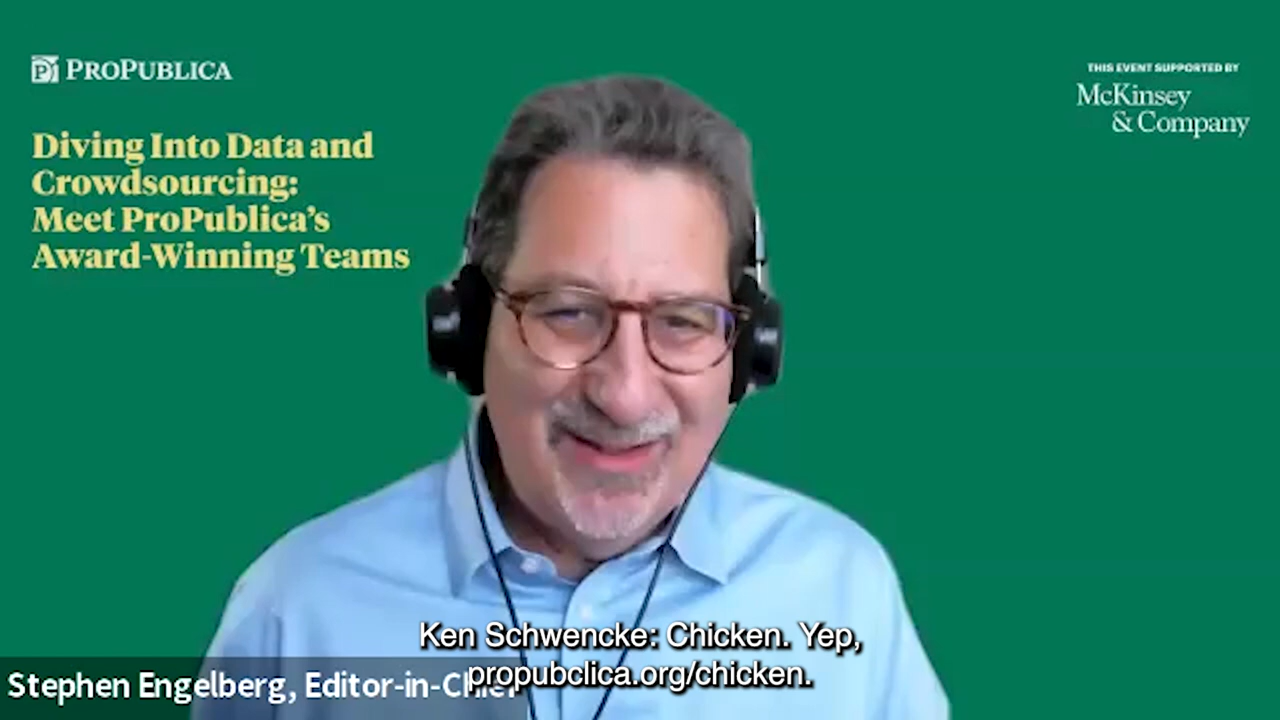 PROPUBLICA
THIS EVENT SUPPORTED BY
McKinsey
& Company
Diving Into Data and
Crowdsourcing:
Meet ProPublica's
Award-Winning Teams
Ken Schwencke: Chicken. Yep,
propubclica.org/chicken.
Stephen Engelberg, Editor-in-Chief